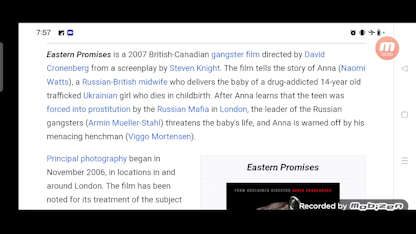 7:57
Eastern Promises is a 2007 British-Canadian gangster film directed by David
Cronenberg from a screenplay by Steven Knight. The film tells the story of Anna (Naomi
Watts), a Russian-British midwife who delivers the baby of a drug-addicted 14-year old
trafficked Ukrainian girl who dies in childbirth. After Anna learns that the teen was
forced into prostitution by the Russian Mafia in London, the leader of the Russian
gangsters (Armin Mueller-Stahl) threatens the baby's life, and Anna is warned off by his
menacing henchman (Viggo Mortensen).
Principal photography began in
November 2006, in locations in and
around London. The film has been
noted for its treatment of the subject
Eastern Promises
FROM ACCLAIMED DIRECTOR DAVID CRONENBERG
Recorded by Mobizen